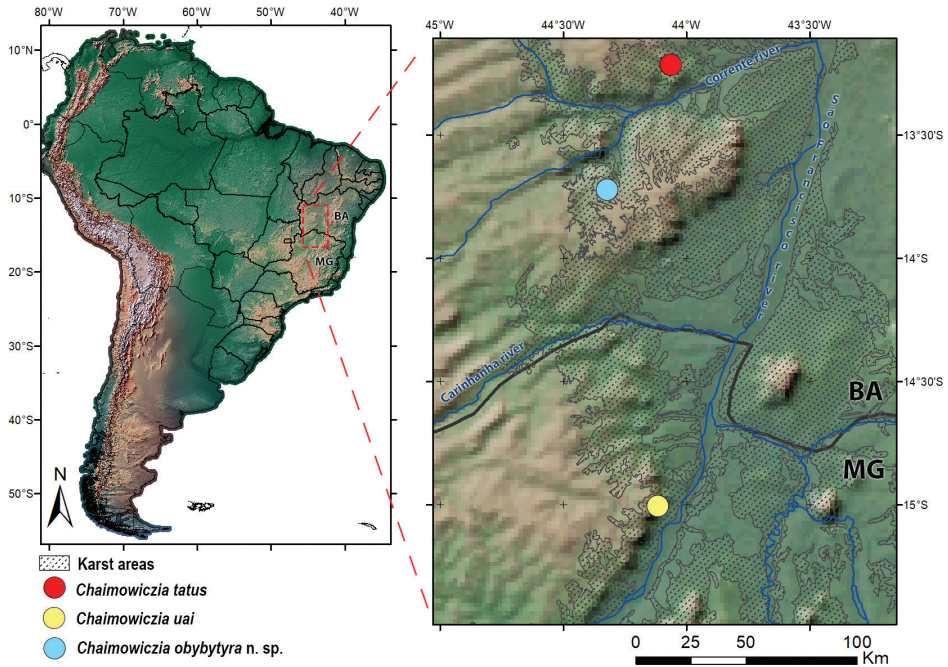 80°W 70°W 60°W 50°W 40°W
10°N
0°
10°S
20°S
30°S
40°S
50°S
BA
MG
N
45°W 44°30'W 44°W 43°30'W
13°30'S
14°S
14°30'S
15°S
Corrente river
Sao Francisco river
Carinhanha river
BA
MG
Karst areas
Chaimowiczia tatus
Chaimowiczia uai
Chaimowiczia obybytyra n. sp.
0 25 50 100
Km